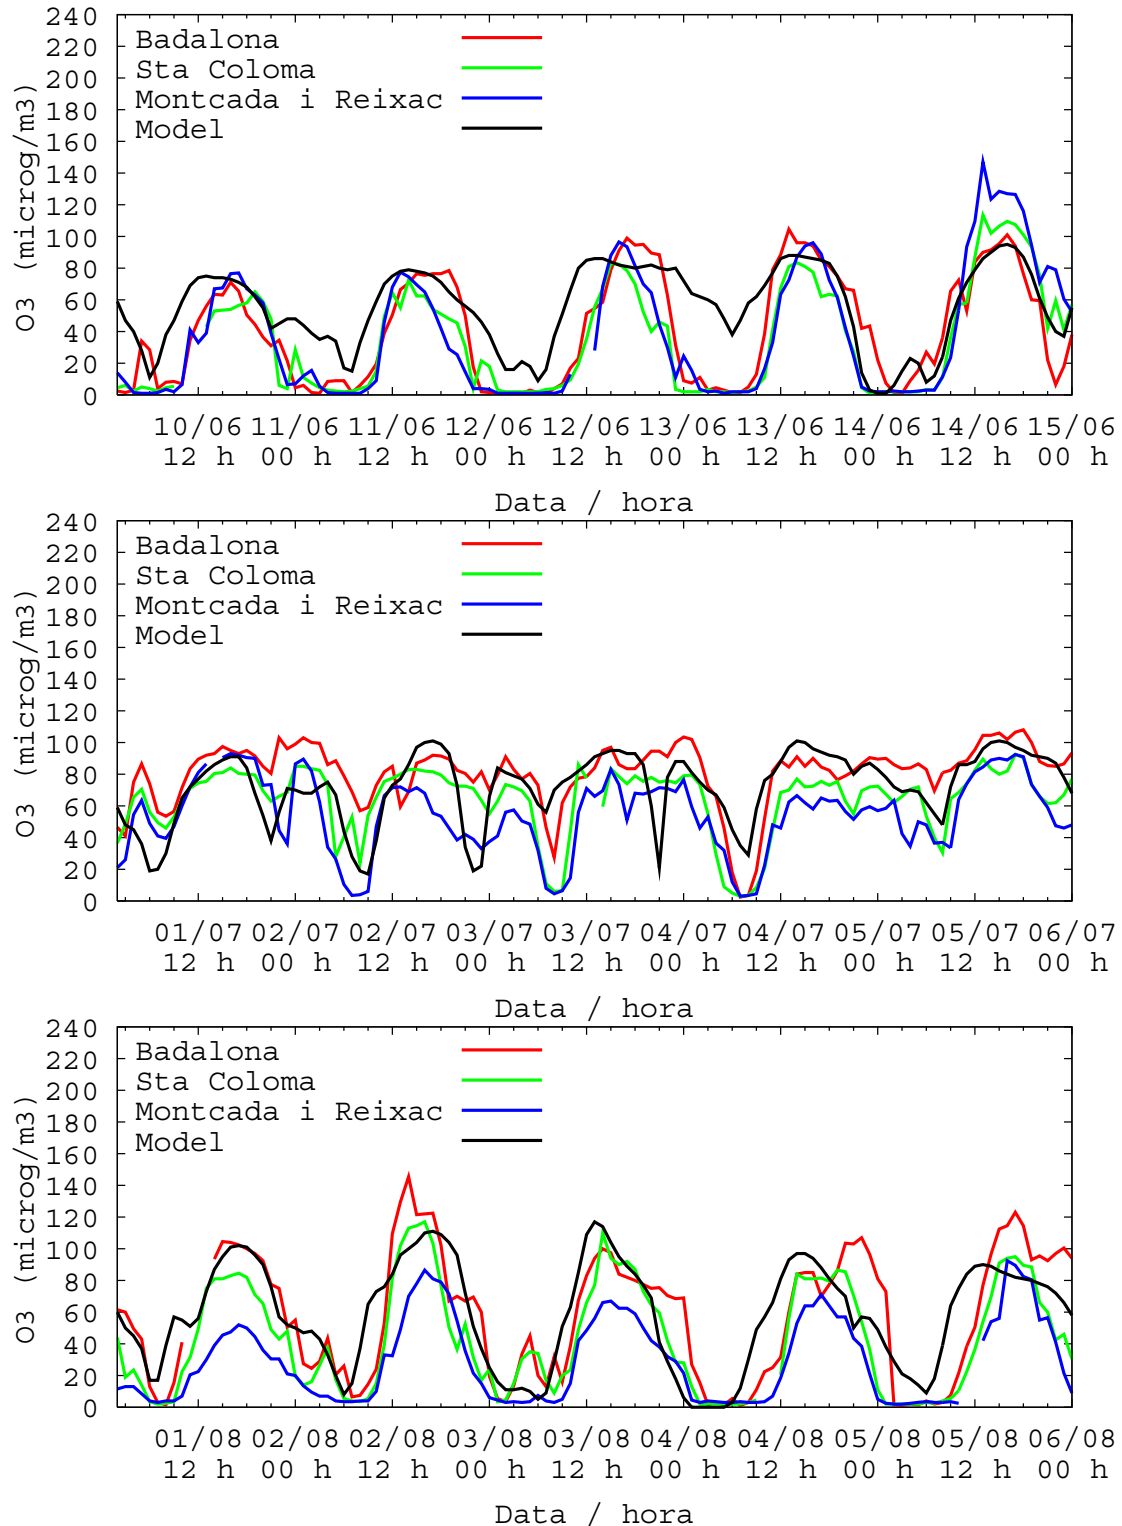 240
220
200
180
160
140
120
100
80
60
40
20
0
O3 (microg/m3)
Badalona
Sta Coloma
Montcada i Reixac
Model
10/06 11/06 11/06 12/06 12/06 13/06 13/06 14/06 14/06 15/06
12 h 00 h 12 h 00 h 12 h 00 h 12 h 00 h 12 h 00 h
Data / hora
240
220
200
180
160
140
120
100
80
60
40
20
0
O3 (microg/m3)
Badalona
Sta Coloma
Montcada i Reixac
Model
01/07 02/07 02/07 03/07 03/07 04/07 04/07 05/07 05/07 06/07
12 h 00 h 12 h 00 h 12 h 00 h 12 h 00 h 12 h 00 h
Data / hora
240
220
200
180
160
140
120
100
80
60
40
20
0
O3 (microg/m3)
Badalona
Sta Coloma
Montcada i Reixac
Model
01/08 02/08 02/08 03/08 03/08 04/08 04/08 05/08 05/08 06/08
12 h 00 h 12 h 00 h 12 h 00 h 12 h 00 h 12 h 00 h
Data / hora